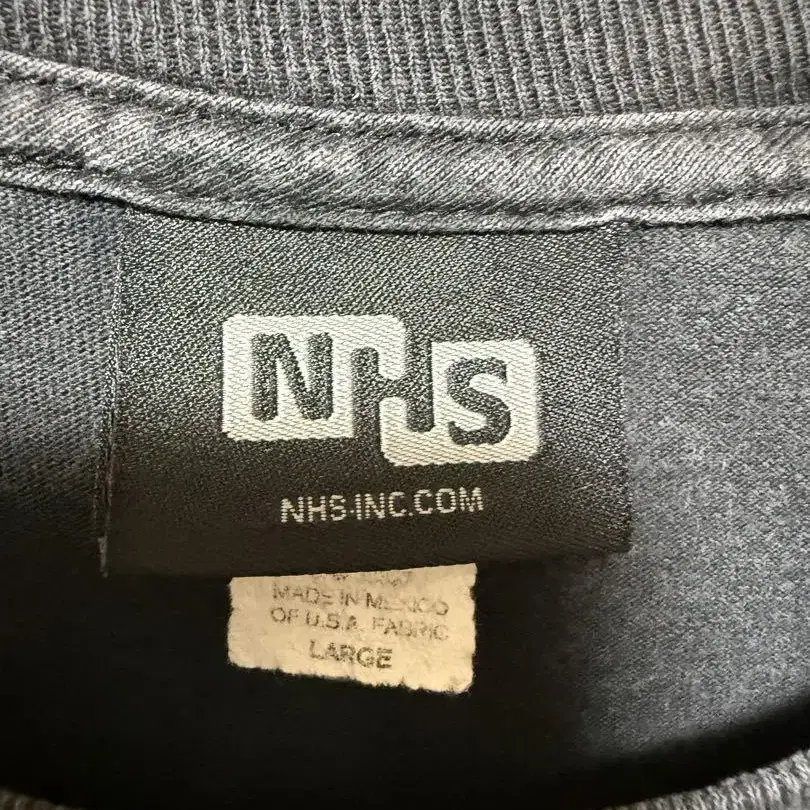 NHS
NHS-INC.COM
MADE IN MEXICO
OF U.S.A. FABRIC
LARGE